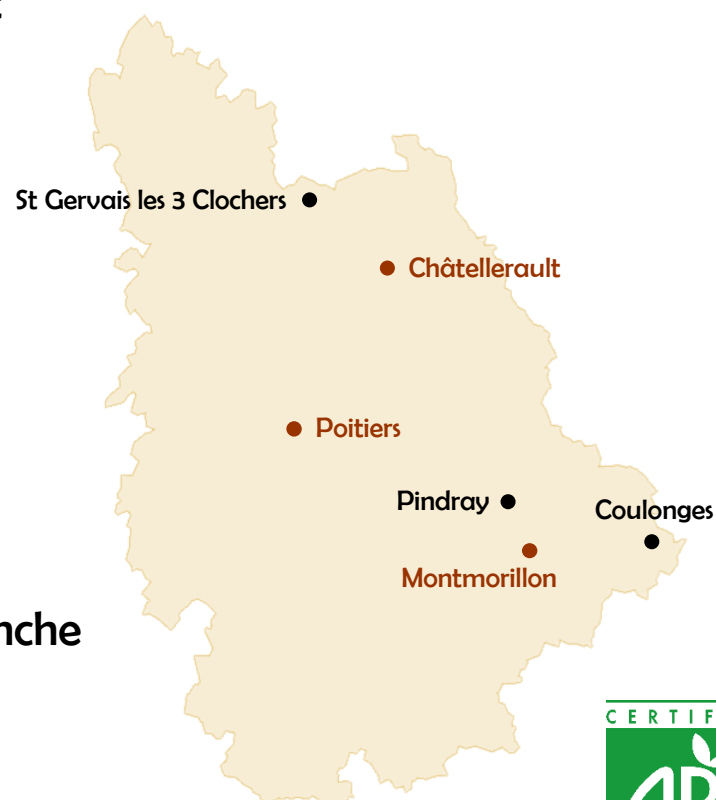 St Gervais les 3 Clochers
Châtellerault
Poitiers
Pindray
Coulonges
Montmorillon
nche
CERTIF